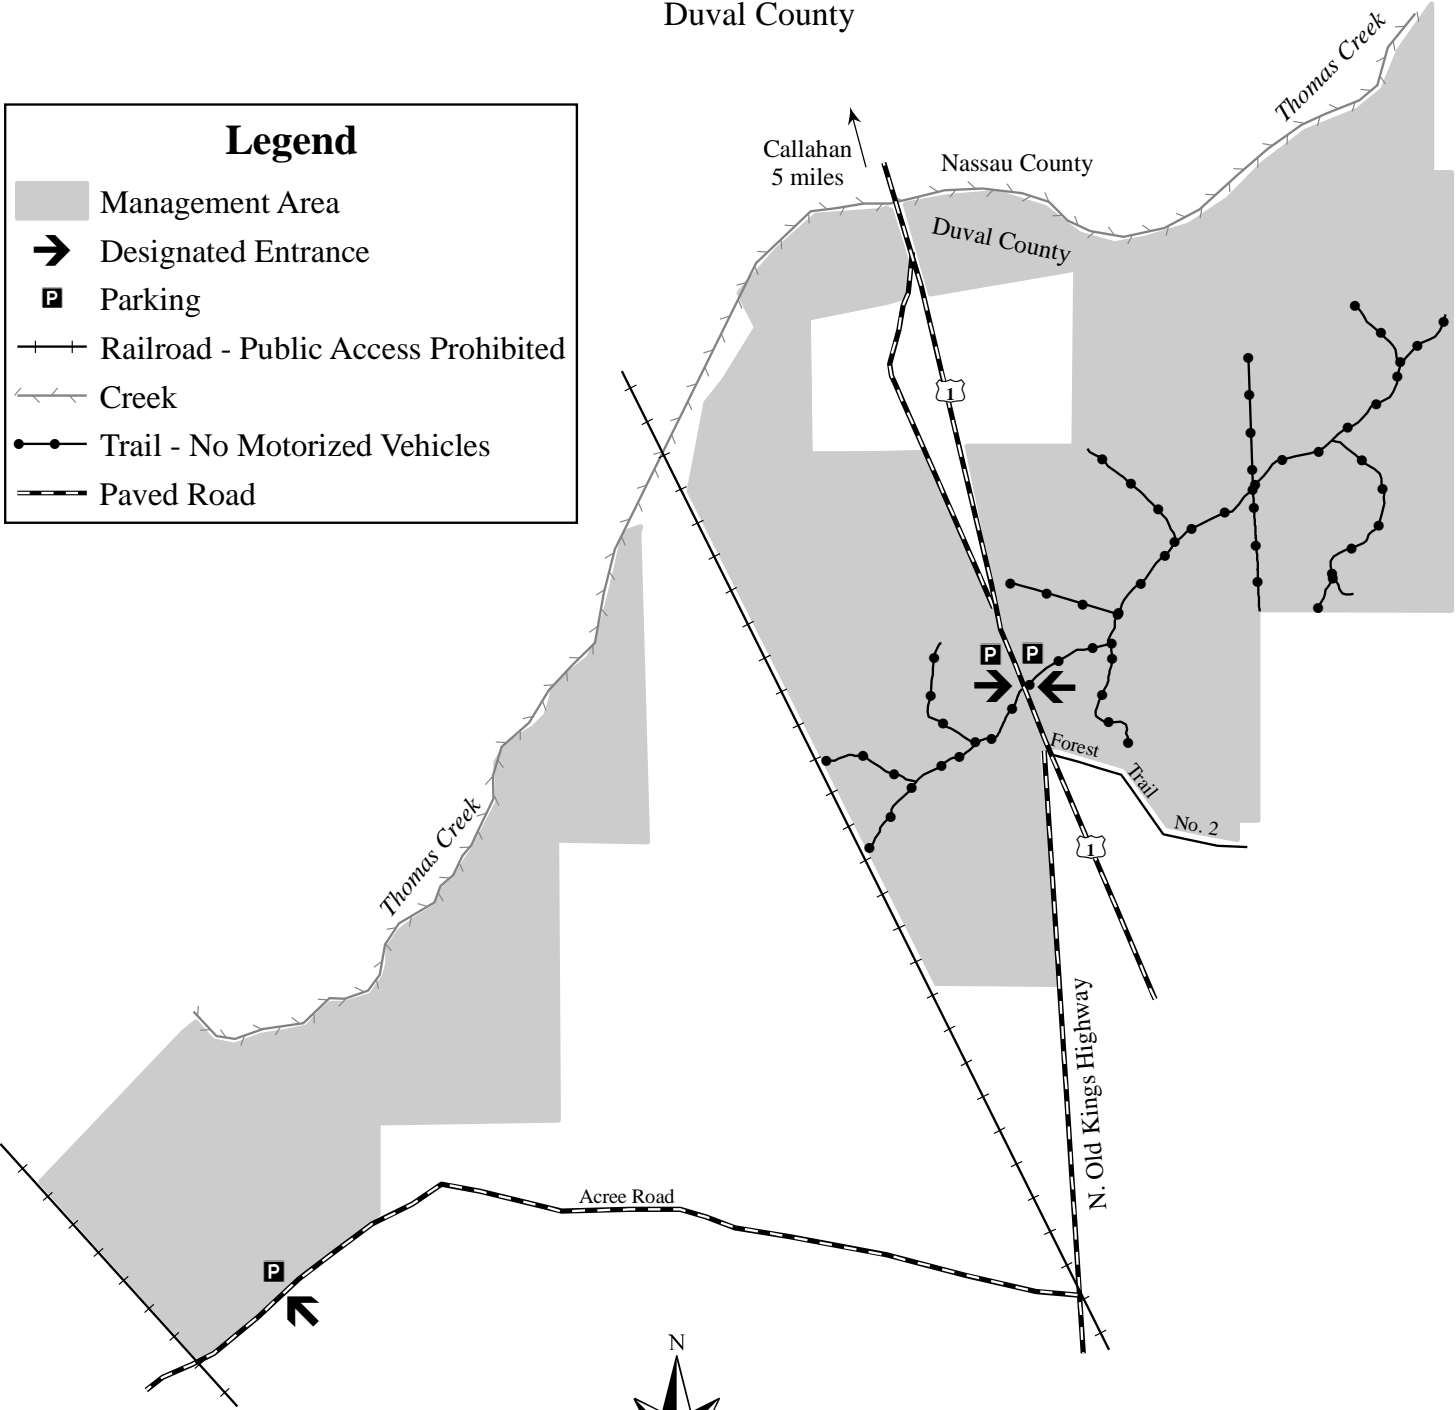 Duval County
Thomas Creek
Legend
Management Area
Designated Entrance
P Parking
Railroad - Public Access Prohibited
Creek
Trail - No Motorized Vehicles
Paved Road
Callahan
5 miles
Nassau County
Duval County
1
P P
Forest
Trail
No. 2
1
Thomas Creek
N. Old Kings Highway
Acree Road
P
N